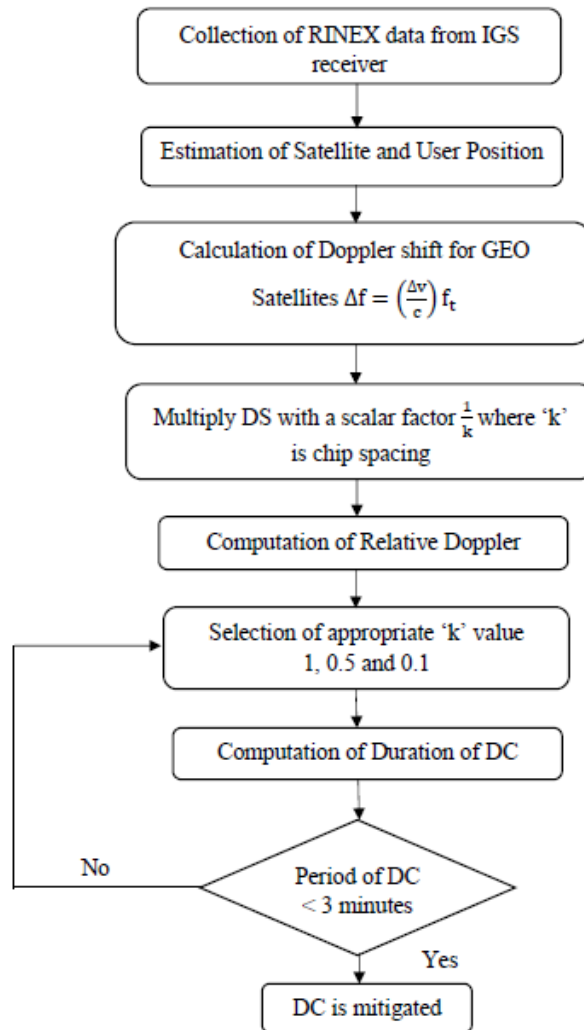 Collection of RINEX data from IGS
receiver
Estimation of Satellite and User Position
Calculation of Doppler shift for GEO
Satellites Δf = (Δv/c) fₜ
Multiply DS with a scalar factor 1/k where ‘k’
is chip spacing
Computation of Relative Doppler
Selection of appropriate ‘k’ value
1, 0.5 and 0.1
Computation of Duration of DC
No
Period of DC
< 3 minutes
Yes
DC is mitigated